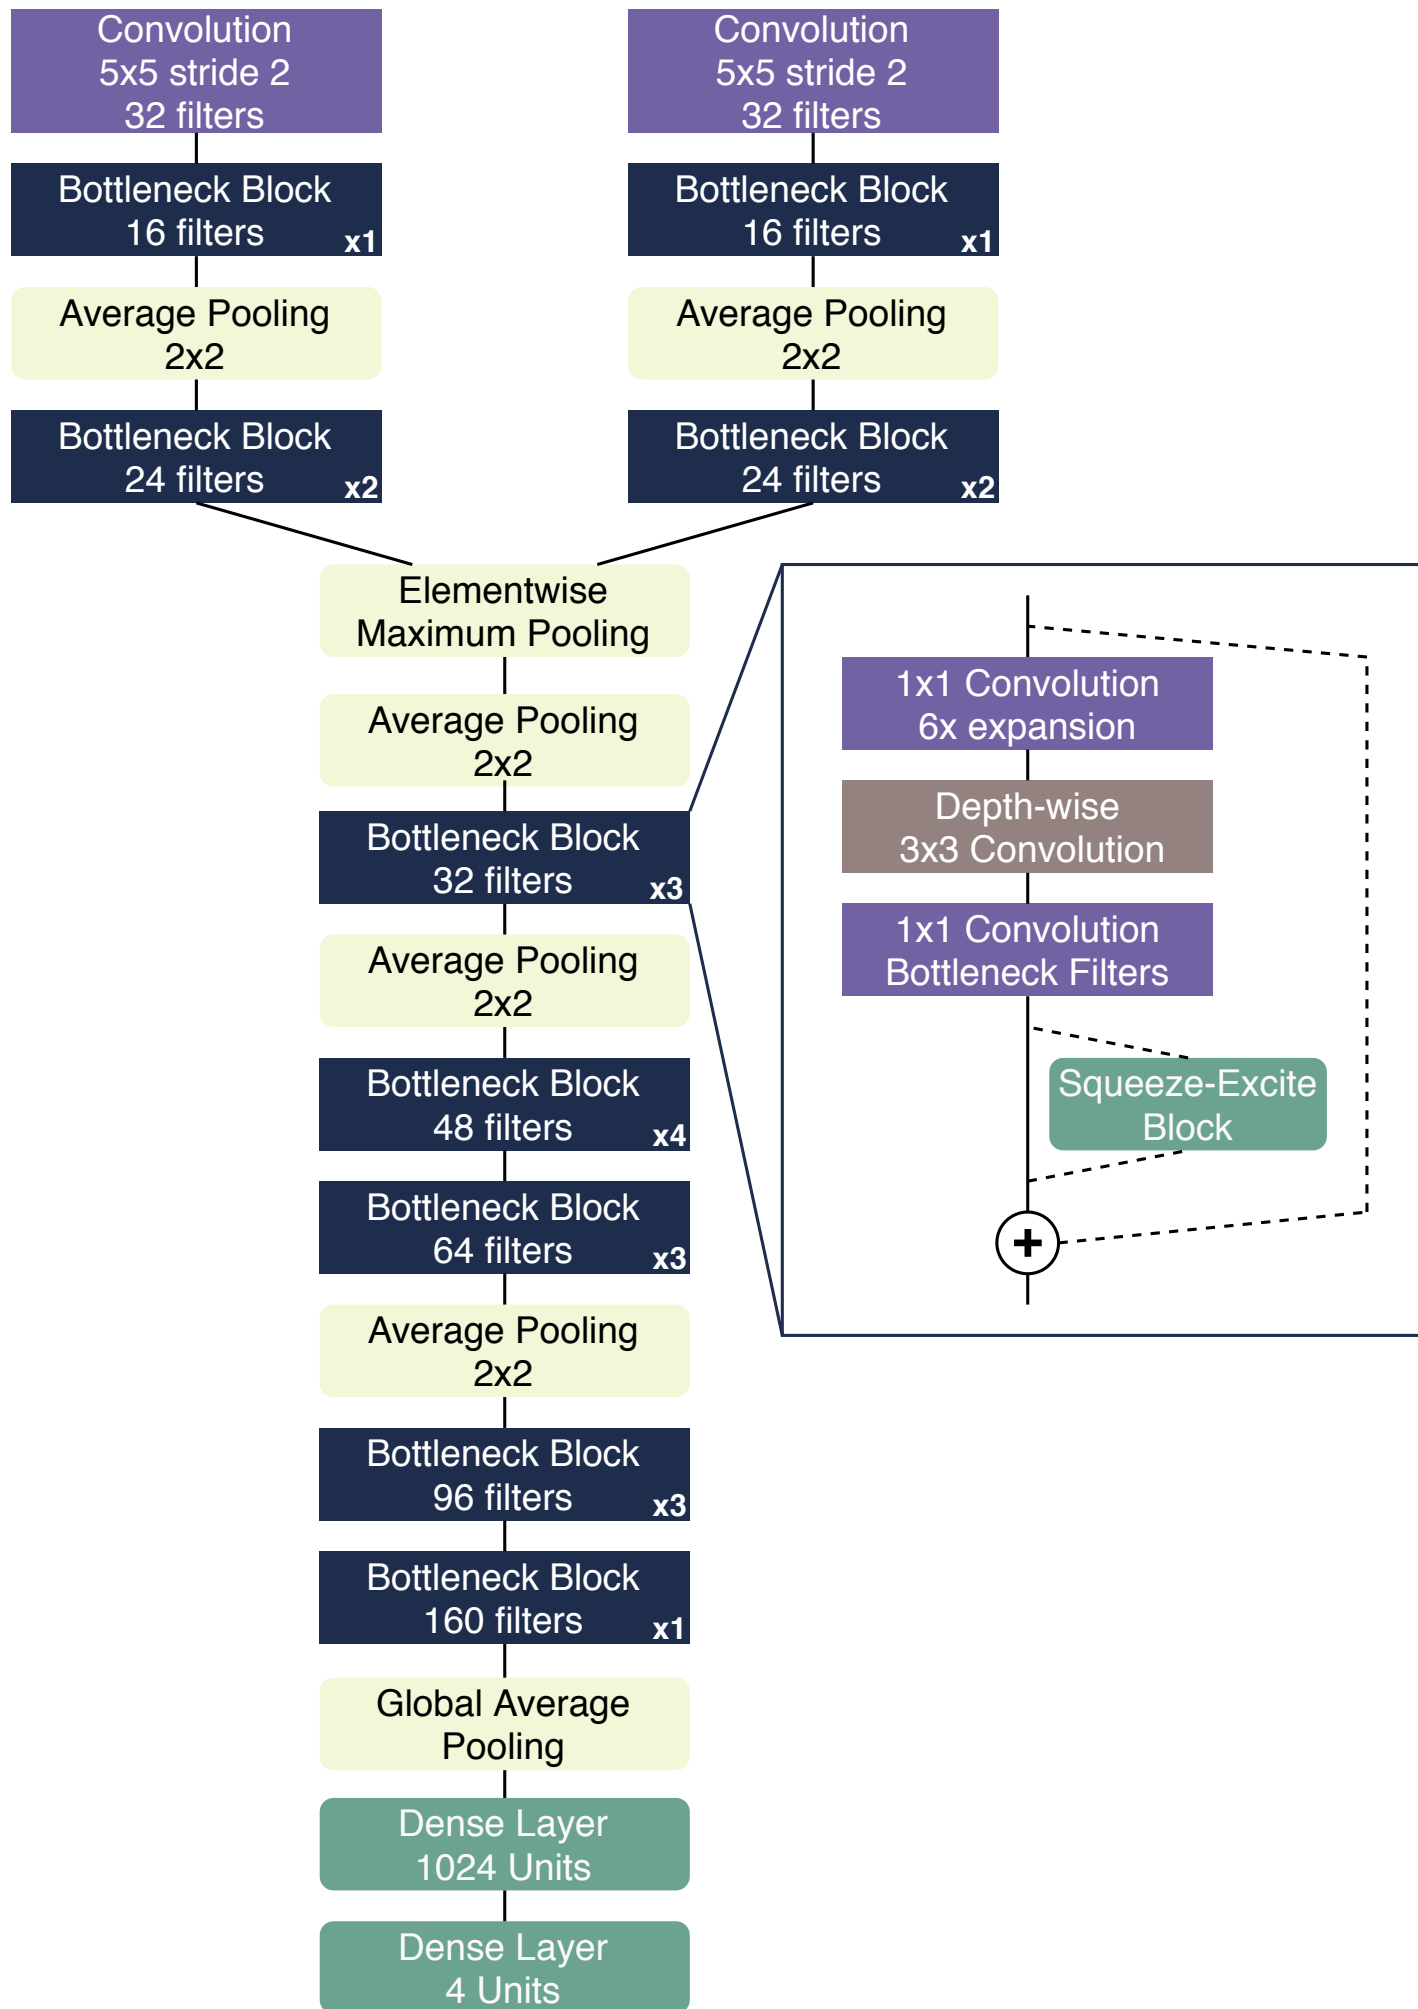 Convolution
5x5 stride 2
32 filters
Bottleneck Block
16 filters
x1
Average Pooling
2x2
Bottleneck Block
24 filters
x2
Convolution
5x5 stride 2
32 filters
Bottleneck Block
16 filters
x1
Average Pooling
2x2
Bottleneck Block
24 filters
x2
Elementwise
Maximum Pooling
Average Pooling
2x2
Bottleneck Block
32 filters
x3
Average Pooling
2x2
Bottleneck Block
48 filters
x4
Bottleneck Block
64 filters
x3
Average Pooling
2x2
Bottleneck Block
96 filters
x3
Bottleneck Block
160 filters
x1
Global Average
Pooling
Dense Layer
1024 Units
Dense Layer
4 Units
1x1 Convolution
6x expansion
Depth-wise
3x3 Convolution
1x1 Convolution
Bottleneck Filters
Squeeze-Excite
Block
+